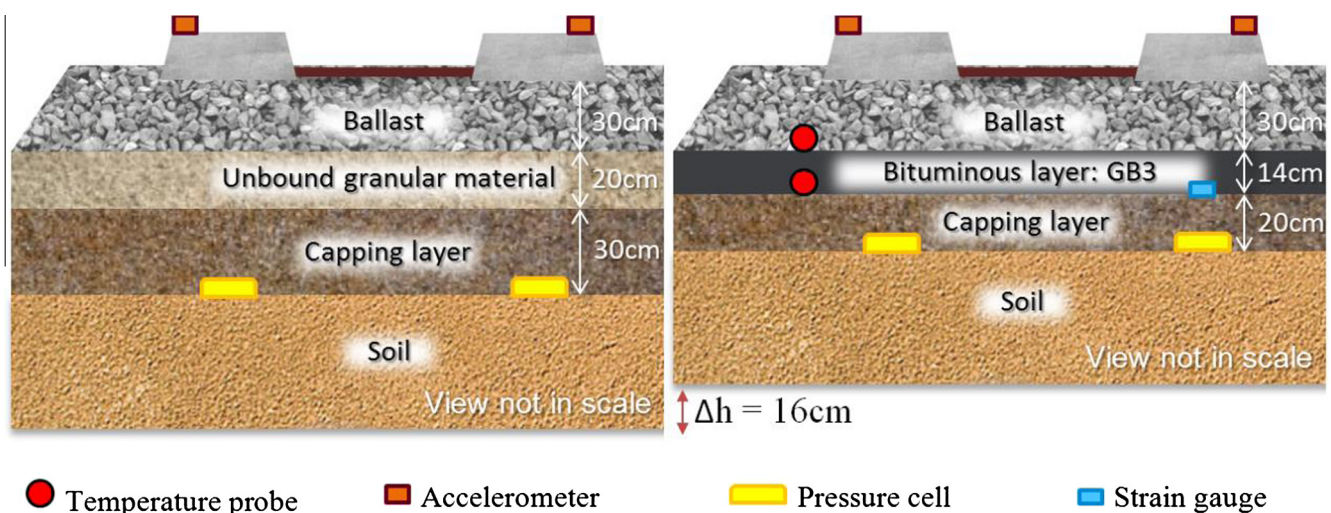 Ballast
30cm
Unbound granular material
20cm
Capping layer
30cm
Soil
View not in scale
Ballast
30cm
Bituminous layer: GB3
14cm
Capping layer
20cm
Soil
View not in scale
Δh = 16cm
Temperature probe
Accelerometer
Pressure cell
Strain gauge